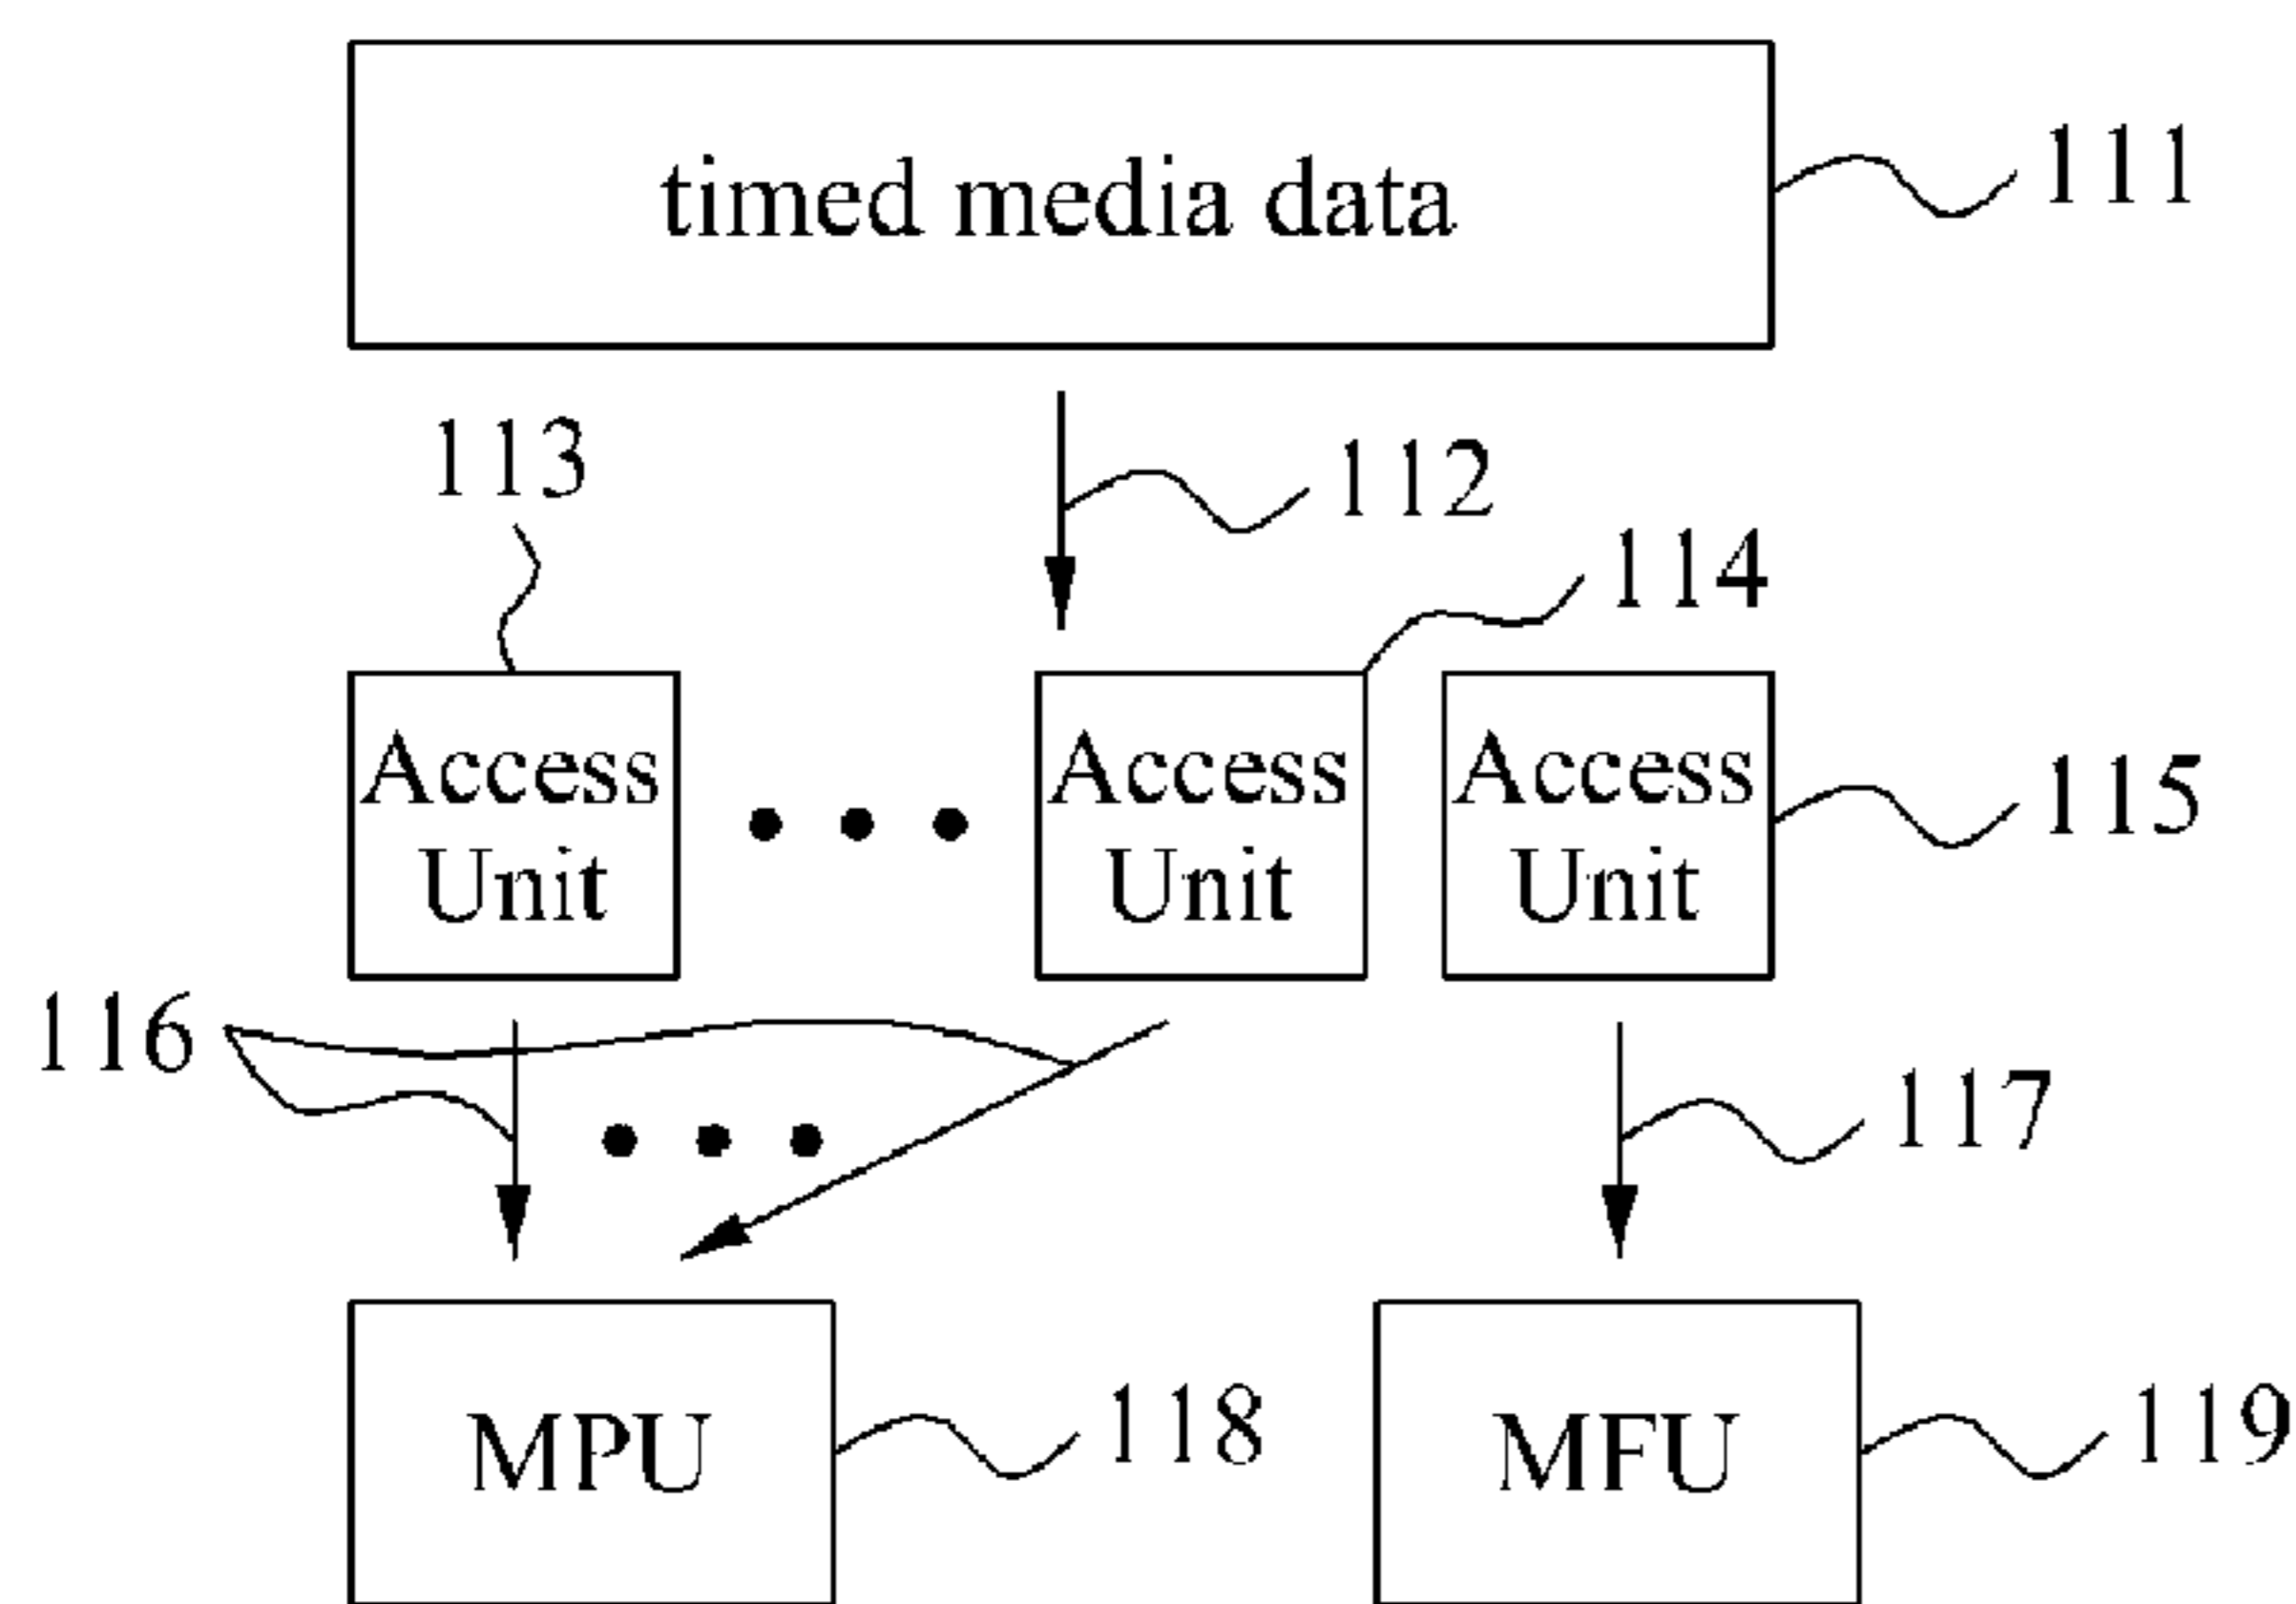 timed media data
111
113
112
114
Access Unit
Access Unit
Access Unit
115
116
117
MPU
118
MFU
119